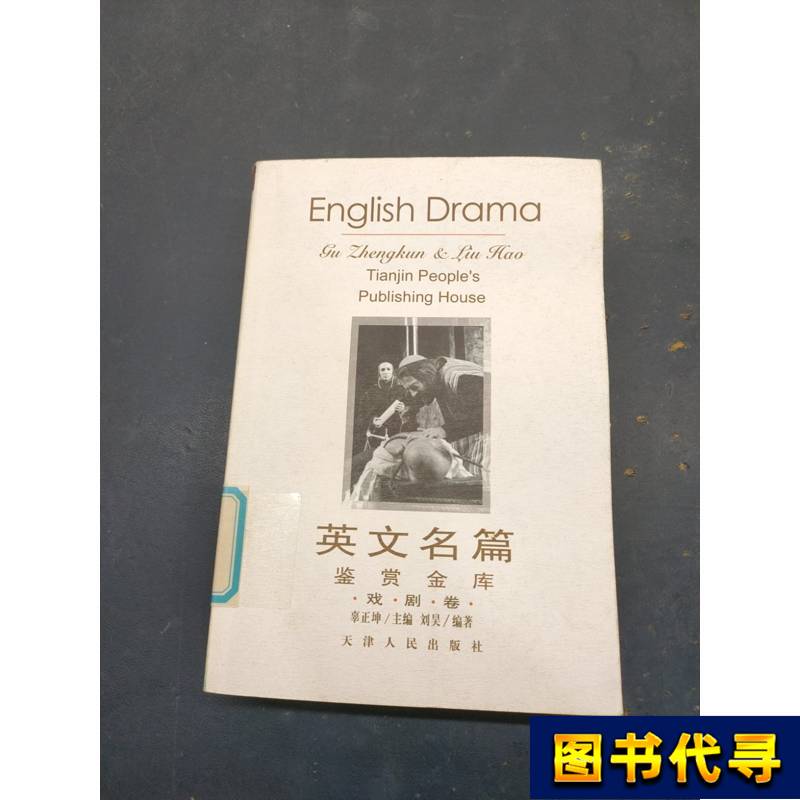 English Drama
Gu Zhengkun & Liu Hao
Tianjin People's
Publishing House
英文名篇
鉴赏金库
·戏·剧·卷·
辜正坤/主编 刘昊/编著
天津人民出版社
图书代寻